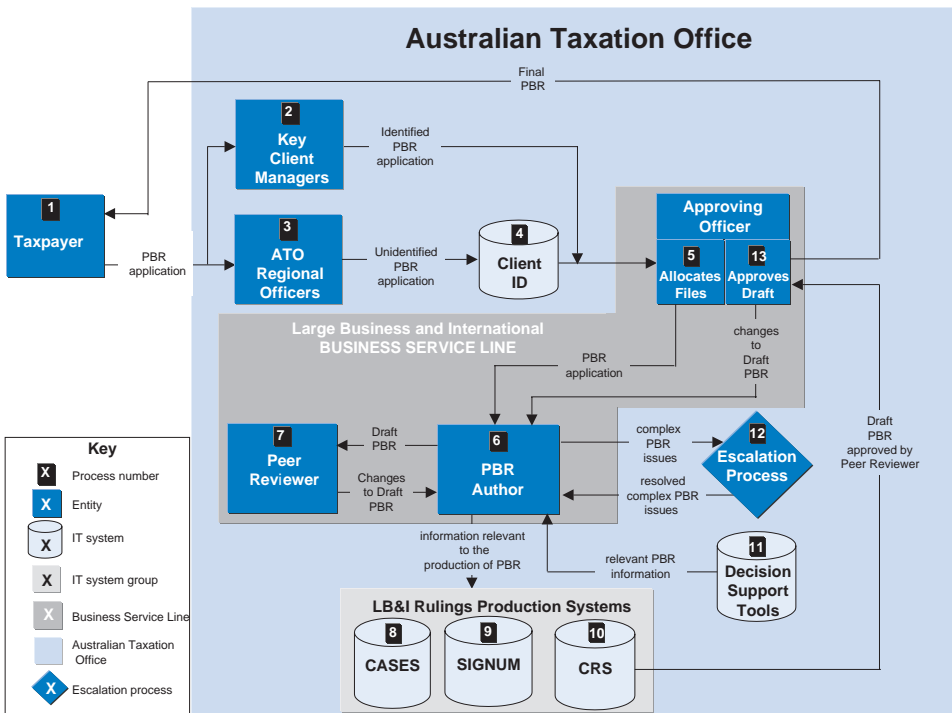 Australian Taxation Office
Final
PBR
2
Key
Client
Managers
Identified
PBR
application
1
Taxpayer
PBR
application
3
ATO
Regional
Officers
Unidentified
PBR
application
4
Client
ID
Approving
Officer
5
Allocates
Files
13
Approves
Draft
Large Business and International
BUSINESS SERVICE LINE
PBR
application
changes
to
Draft
PBR
7
Peer
Reviewer
Draft
PBR
Changes
to Draft
PBR
6
PBR
Author
complex
PBR
issues
resolved
complex PBR
issues
12
Escalation
Process
Draft
PBR
approved by
Peer Reviewer
information relevant
to the
production of PBR
relevant PBR
information
11
Decision
Support
Tools
LB&I Rulings Production Systems
8
CASES
9
SIGNUM
10
CRS
Key
X
Process number
X
Entity
X
IT system
X
IT system group
X
Business Service Line
Australian Taxation
Office
X
Escalation process